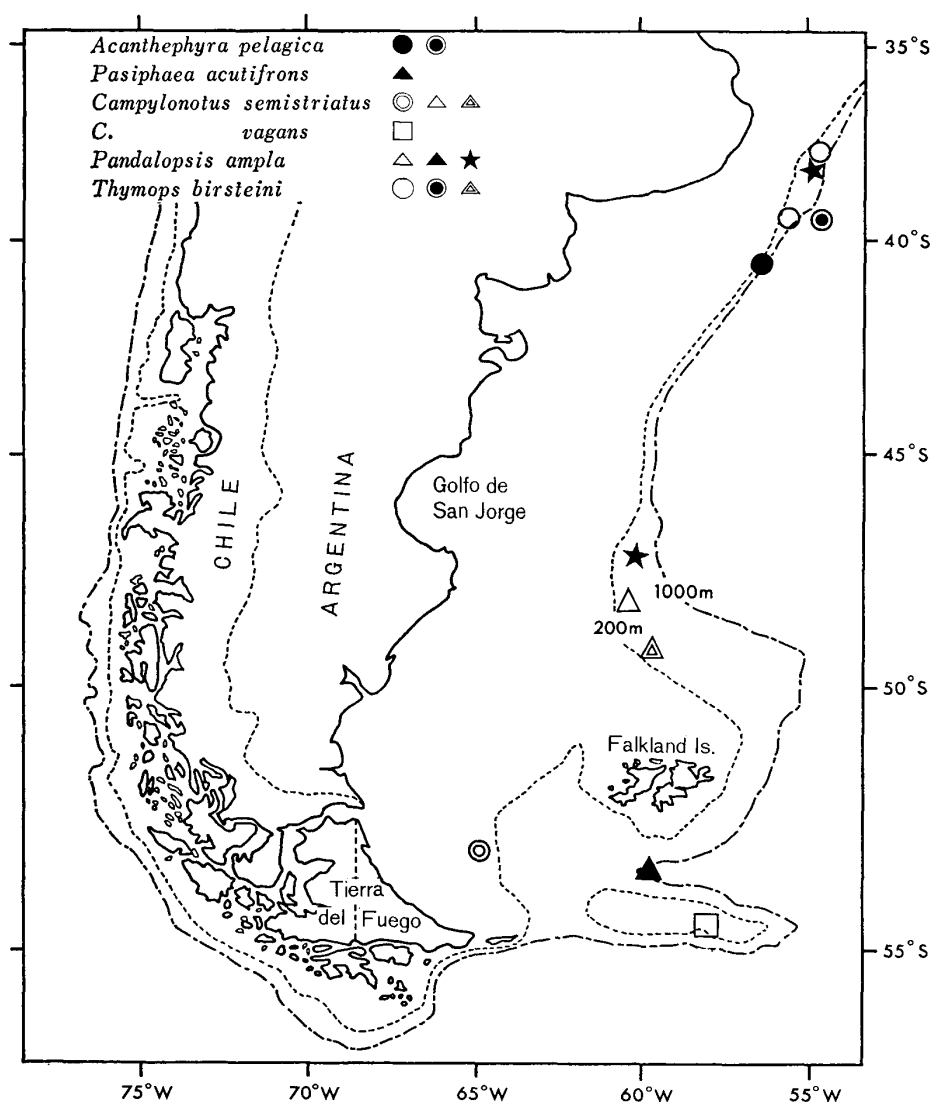 Acanthephyra pelagica
Pasiphaea acutifrons
Campylonotus semistriatus
C. vagans
Pandalopsis ampla
Thymops birsteini
35°S
40°S
45°S
50°S
55°S
CHILE
ARGENTINA
Golfo de
San Jorge
1000m
200m
Falkland Is.
Tierra
del Fuego
75°W
70°W
65°W
60°W
55°W